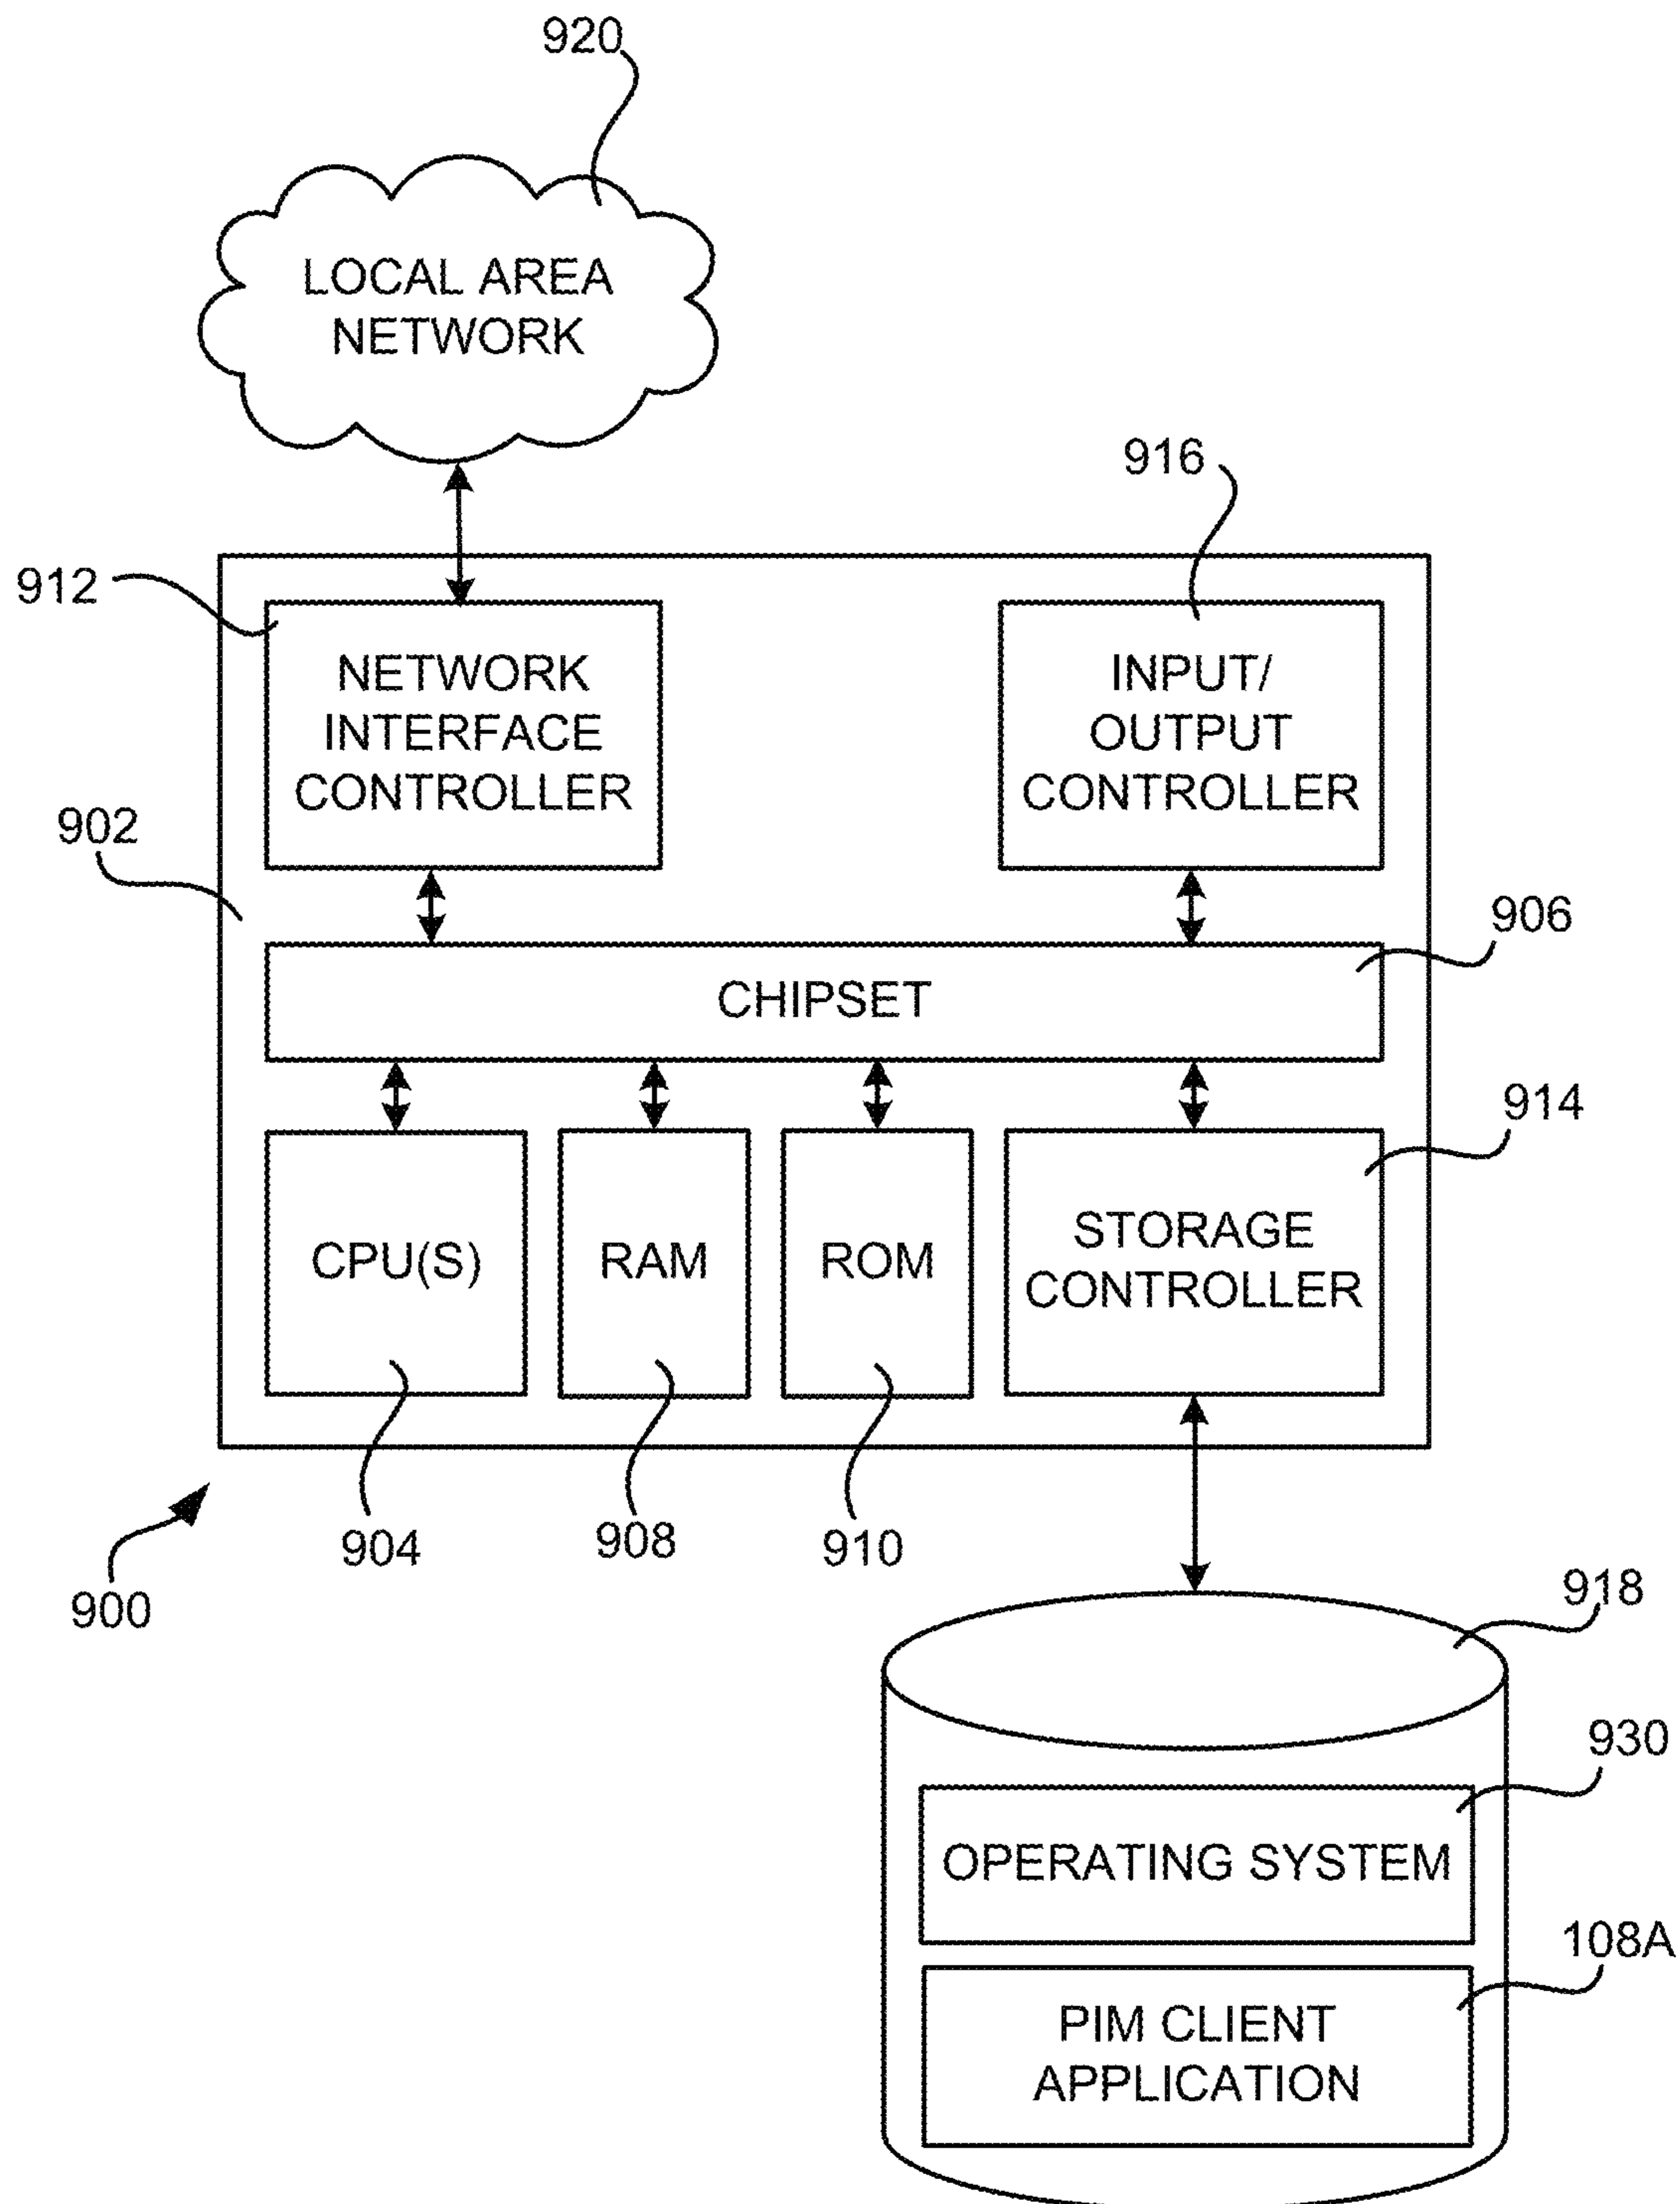 920
LOCAL AREA
NETWORK
916
912
NETWORK
INTERFACE
CONTROLLER
INPUT/
OUTPUT
CONTROLLER
902
906
CHIPSET
914
CPU(S)
RAM
ROM
STORAGE
CONTROLLER
904
908
910
900
918
930
OPERATING SYSTEM
108A
PIM CLIENT
APPLICATION